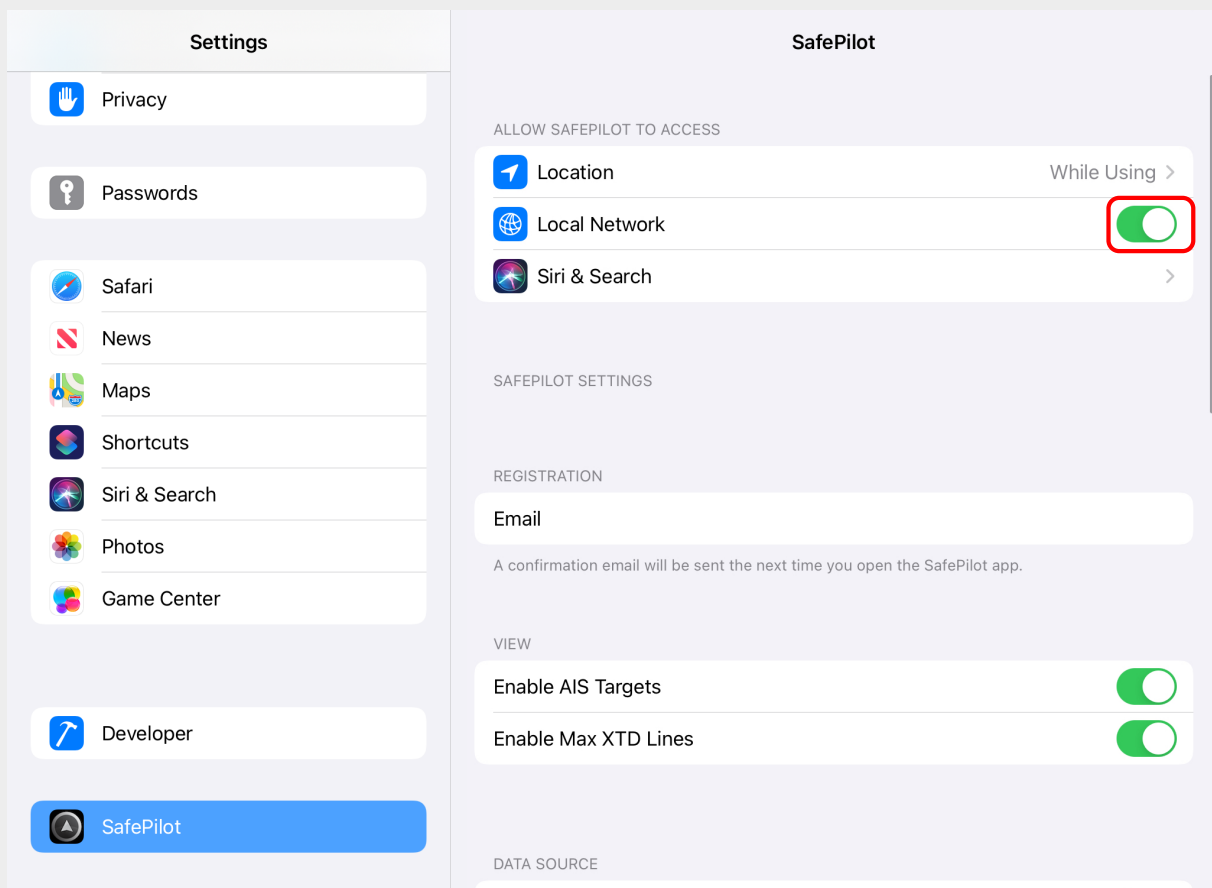 Settings
Privacy
Passwords
Safari
News
Maps
Shortcuts
Siri & Search
Photos
Game Center
Developer
SafePilot
SafePilot
ALLOW SAFEPILOT TO ACCESS
Location While Using
Local Network
Siri & Search
SAFEPILOT SETTINGS
REGISTRATION
Email
A confirmation email will be sent the next time you open the SafePilot app.
VIEW
Enable AIS Targets
Enable Max XTD Lines
DATA SOURCE